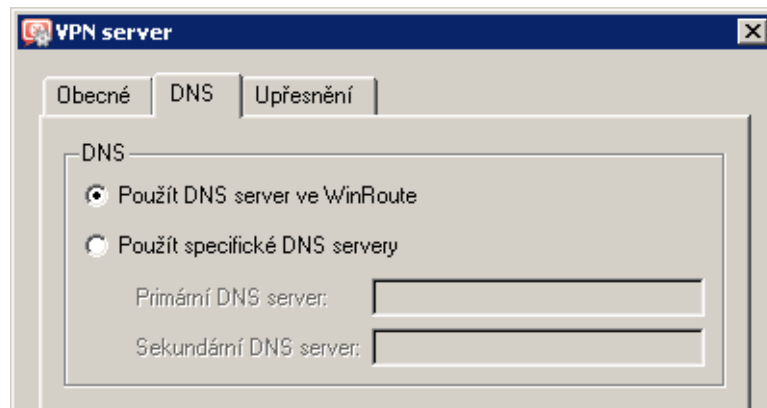 VPN server
Obecné DNS Upřesnění
DNS
Použít DNS server ve WinRoute
Použít specifické DNS servery
Primární DNS server:
Sekundární DNS server: